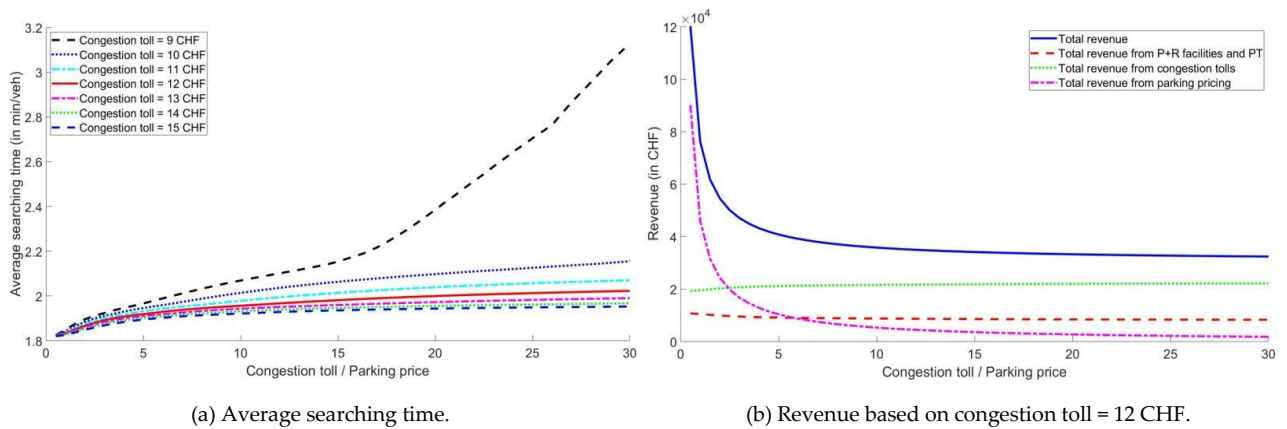 3.2
3
2.8
2.6
2.4
2.2
2
1.8
Average searching time (in min/veh)
Congestion toll = 9 CHF
Congestion toll = 10 CHF
Congestion toll = 11 CHF
Congestion toll = 12 CHF
Congestion toll = 13 CHF
Congestion toll = 14 CHF
Congestion toll = 15 CHF
0 5 10 15 20 25 30
Congestion toll / Parking price
(a) Average searching time.
×10⁴
12
10
8
6
4
2
0
Revenue (in CHF)
Total revenue
Total revenue from P+R facilities and PT
Total revenue from congestion tolls
Total revenue from parking pricing
0 5 10 15 20 25 30
Congestion toll / Parking price
(b) Revenue based on congestion toll = 12 CHF.